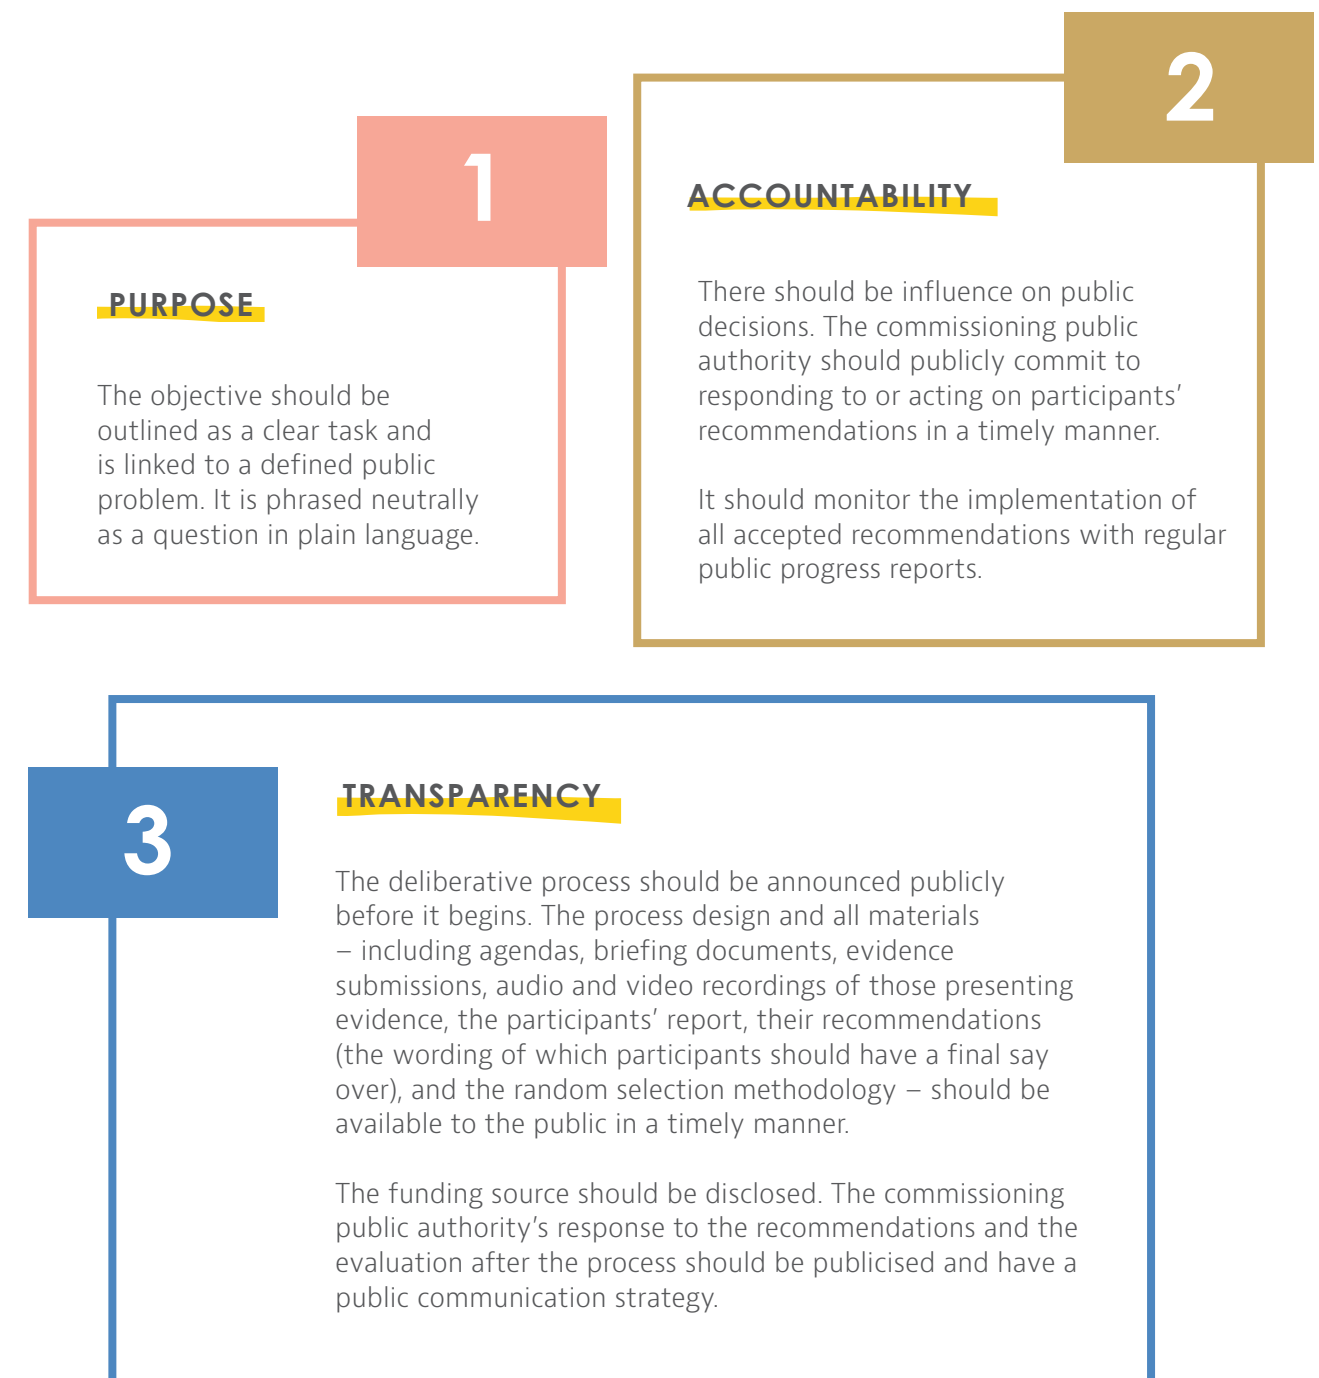 1
PURPOSE
The objective should be
outlined as a clear task and
is linked to a defined public
problem. It is phrased neutrally
as a question in plain language.
2
ACCOUNTABILITY
There should be influence on public
decisions. The commissioning public
authority should publicly commit to
responding to or acting on participants’
recommendations in a timely manner.
It should monitor the implementation of
all accepted recommendations with regular
public progress reports.
3
TRANSPARENCY
The deliberative process should be announced publicly
before it begins. The process design and all materials
– including agendas, briefing documents, evidence
submissions, audio and video recordings of those presenting
evidence, the participants’ report, their recommendations
(the wording of which participants should have a final say
over), and the random selection methodology – should be
available to the public in a timely manner.
The funding source should be disclosed. The commissioning
public authority’s response to the recommendations and the
evaluation after the process should be publicised and have a
public communication strategy.